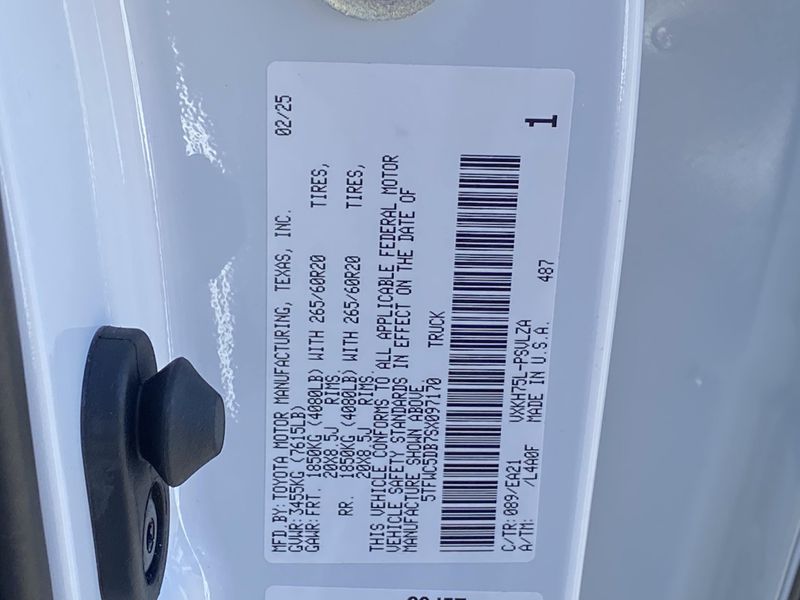 MFD.BY:TOYOTA MOTOR MANUFACTURING, TEXAS, INC. 02/25
GVWR:3455KG (7615LB)
GAWR:FRT. 1850KG (4080LB) WITH 265/60R20 TIRES,
20X8.5J RIMS
RR. 1850KG (4080LB) WITH 265/60R20 TIRES,
20X8.5J RIMS
THIS VEHICLE CONFORMS TO ALL APPLICABLE FEDERAL MOTOR
VEHICLE SAFETY STANDARDS IN EFFECT ON THE DATE OF
MANUFACTURE SHOWN ABOVE.
5TFWC5DB7SX097170 TRUCK
C/TR:089/EA21 VXKH75L-PSVLZA
A/TM: /L4A0F MADE IN U.S.A. 487 1